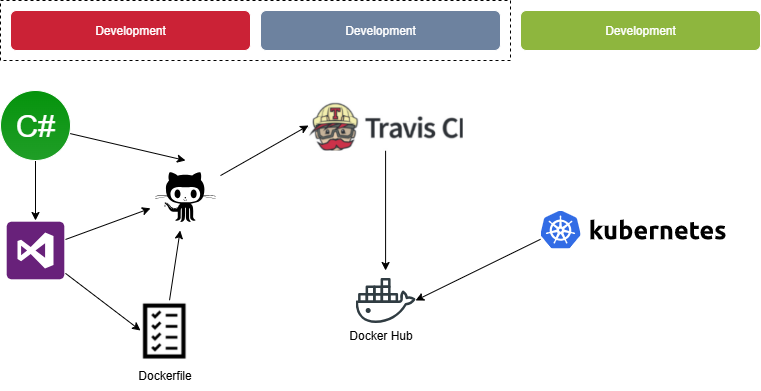 Development
Development
Development
C#
T
Travis CI
kubernetes
Docker Hub
Dockerfile